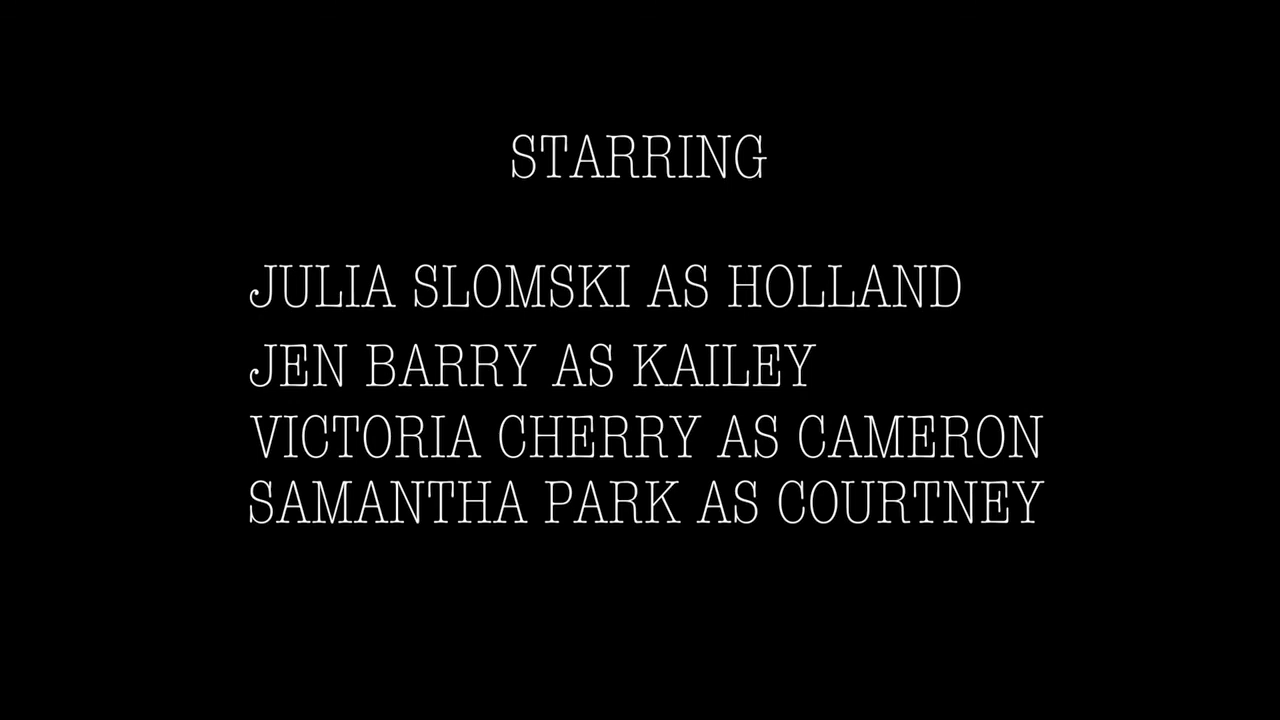 STARRING
JULIA SLOMSKI AS HOLLAND
JEN BARRY AS KAILEY
VICTORIA CHERRY AS CAMERON
SAMANTHA PARK AS COURTNEY